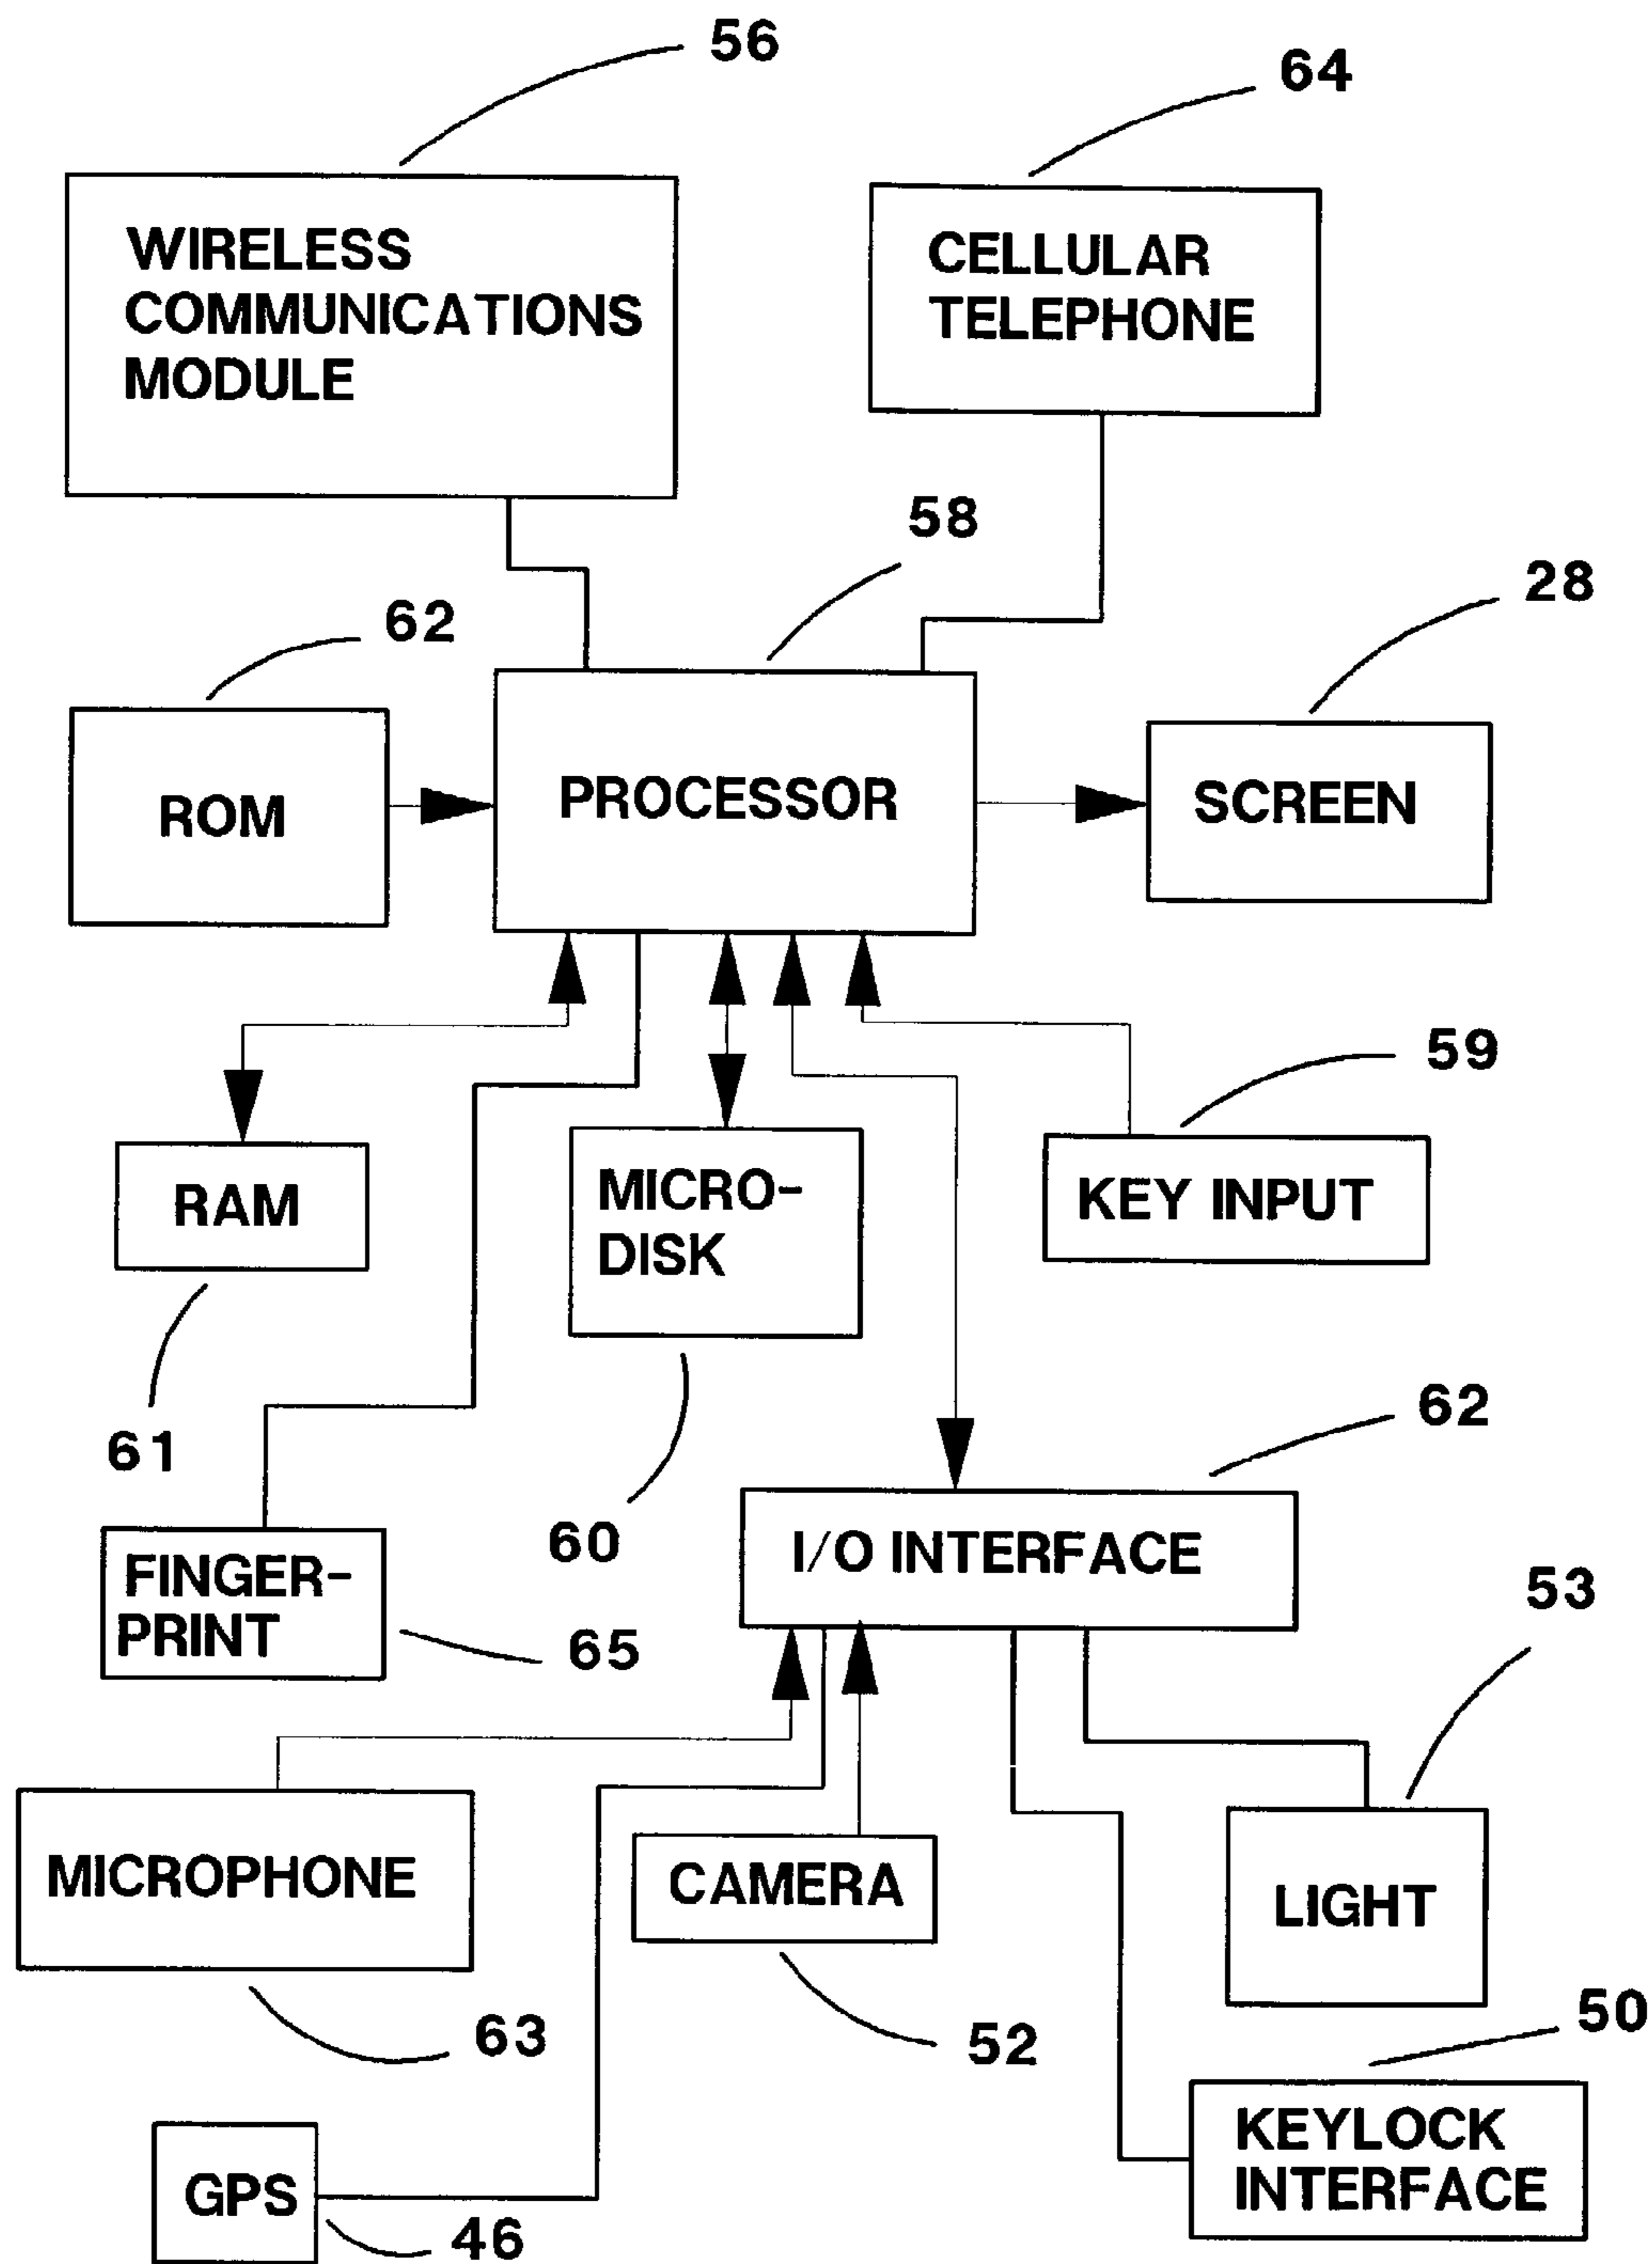 56
64
WIRELESS
COMMUNICATIONS
MODULE
CELLULAR
TELEPHONE
58
28
62
ROM
PROCESSOR
SCREEN
59
RAM
MICRO-
DISK
KEY INPUT
61
60
62
FINGER-
PRINT
65
I/O INTERFACE
53
MICROPHONE
CAMERA
LIGHT
63
52
50
GPS
46
KEYLOCK
INTERFACE